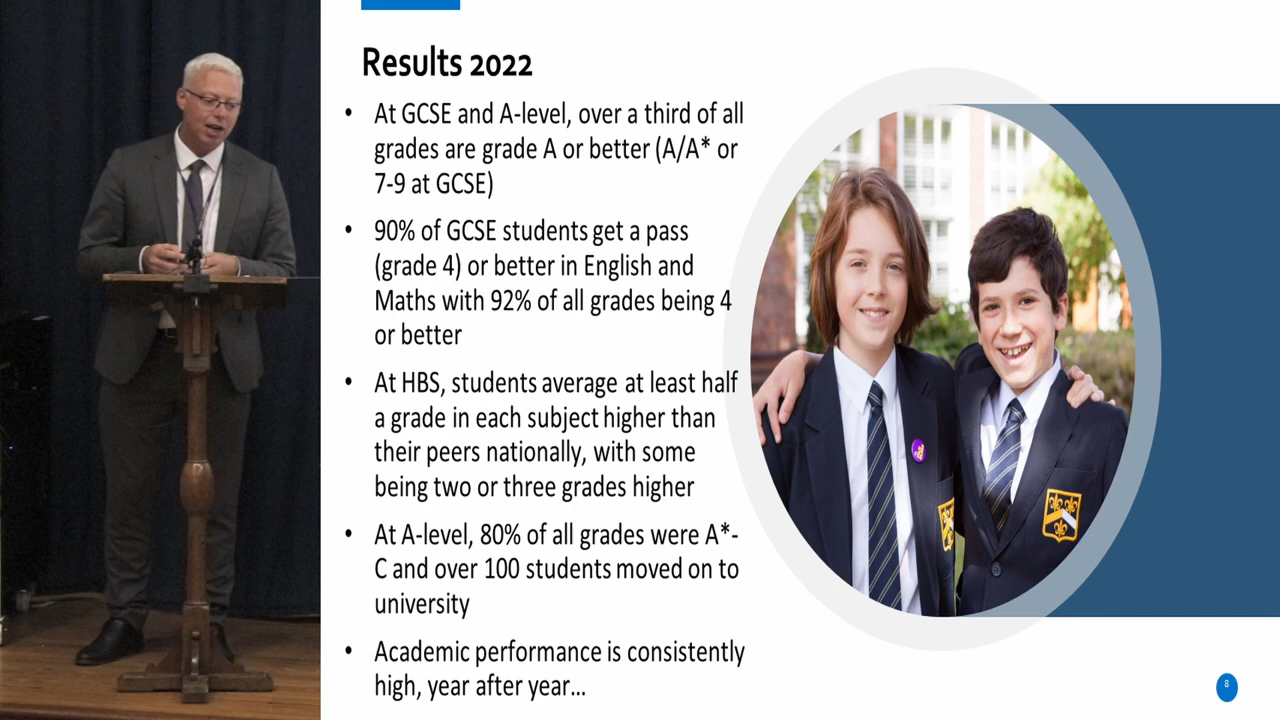 Results 2022
• At GCSE and A-level, over a third of all
grades are grade A or better (A/A* or
7-9 at GCSE)
• 90% of GCSE students get a pass
(grade 4) or better in English and
Maths with 92% of all grades being 4
or better
• At HBS, students average at least half
a grade in each subject higher than
their peers nationally, with some
being two or three grades higher
• At A-level, 80% of all grades were A*-
C and over 100 students moved on to
university
• Academic performance is consistently
high, year after year...
8